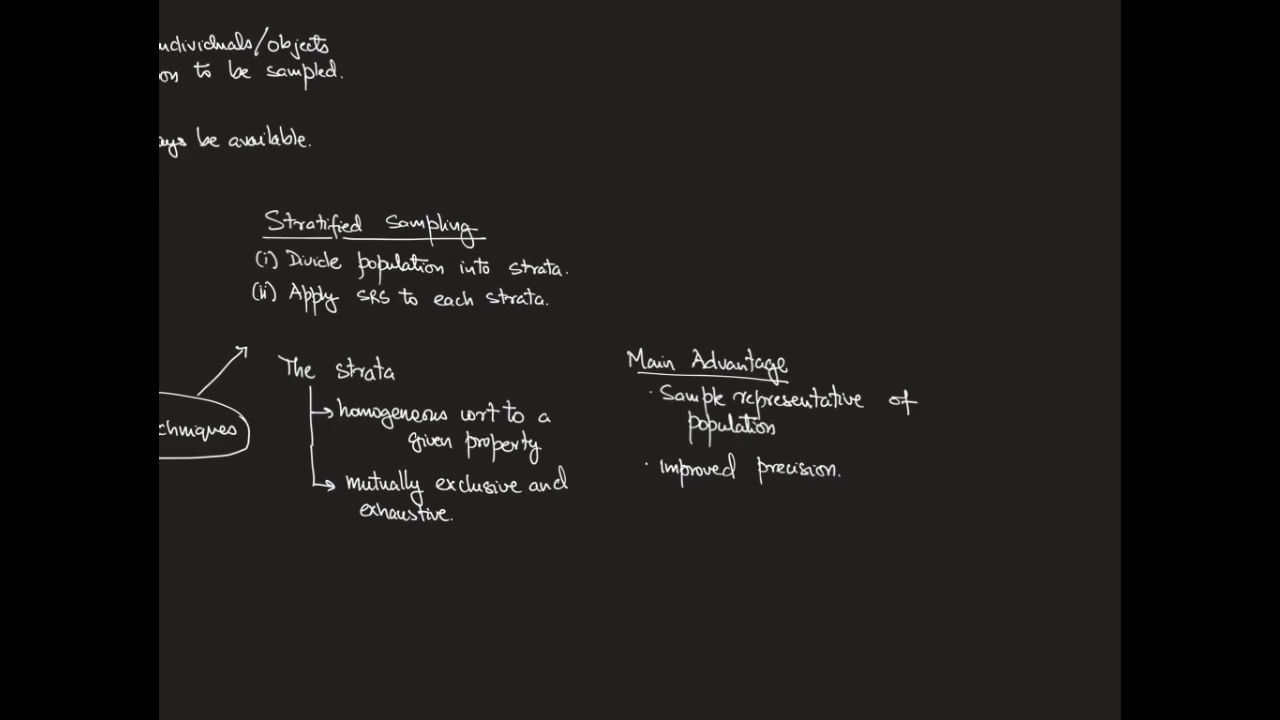 ndividuals/objects
on to be sampled.
ays be available.
Stratified Sampling
(i) Divide population into strata.
(ii) Apply SRS to each strata.
The strata
homogeneous wrt to a
given property
mutually exclusive and
exhaustive.
chniques
Main Advantage
· Sample representative of
population
· Improved precision.